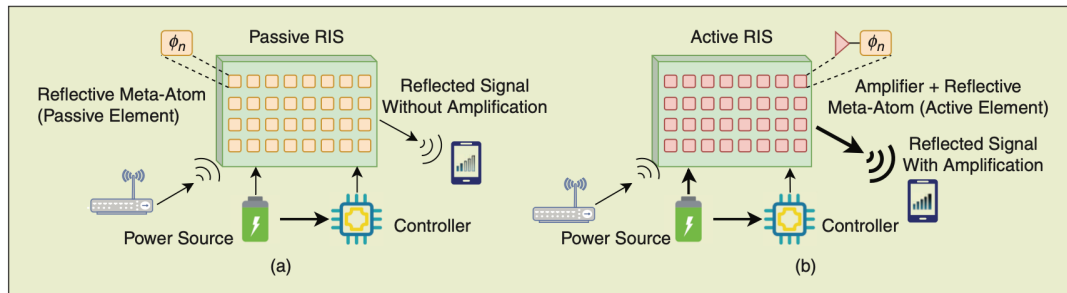 Passive RIS
ϕn
Reflective Meta-Atom
(Passive Element)
Reflected Signal
Without Amplification
Power Source
Controller
(a)
Active RIS
ϕn
Amplifier + Reflective
Meta-Atom (Active Element)
Reflected Signal
With Amplification
Power Source
Controller
(b)